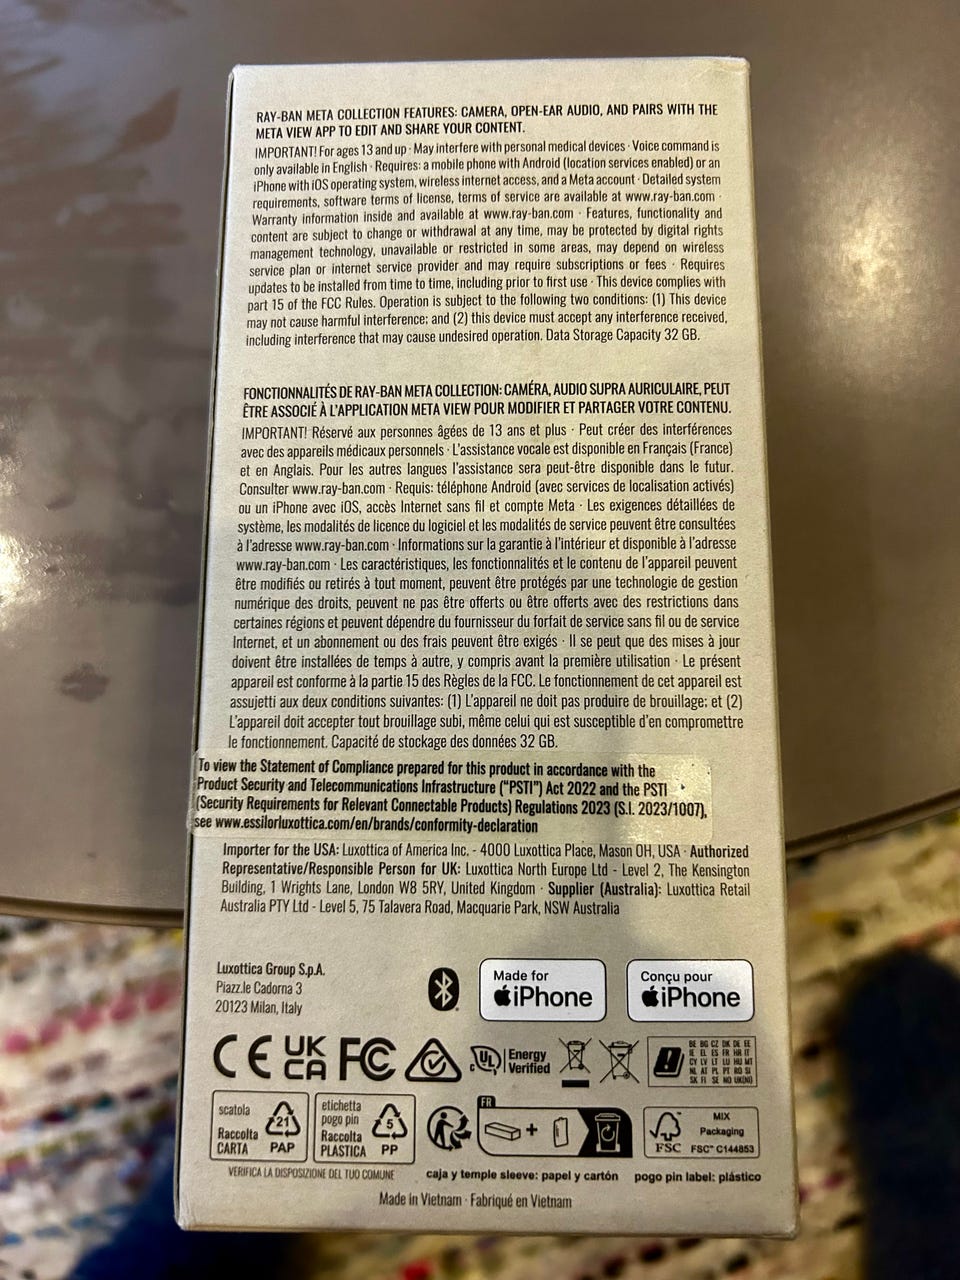 RAY-BAN META COLLECTION FEATURES: CAMERA, OPEN-EAR AUDIO, AND PAIRS WITH THE
META VIEW APP TO EDIT AND SHARE YOUR CONTENT.
IMPORTANT! For ages 13 and up · May interfere with personal medical devices · Voice command is
only available in English · Requires: a mobile phone with Android (location services enabled) or an
iPhone with iOS operating system, wireless internet access, and a Meta account · Detailed system
requirements, software terms of license, terms of service are available at www.ray-ban.com ·
Warranty information inside and available at www.ray-ban.com · Features, functionality and
content are subject to change or withdrawal at any time, may be protected by digital rights
management technology, unavailable or restricted in some areas, may depend on wireless
service plan or internet service provider and may require subscriptions or fees · Requires
updates to be installed from time to time, including prior to first use · This device complies with
part 15 of the FCC Rules. Operation is subject to the following two conditions: (1) This device
may not cause harmful interference; and (2) this device must accept any interference received,
including interference that may cause undesired operation. Data Storage Capacity 32 GB.
FONCTIONNALITÉS DE RAY-BAN META COLLECTION: CAMÉRA, AUDIO SUPRA AURICULAIRE, PEUT
ÊTRE ASSOCIÉ À L'APPLICATION META VIEW POUR MODIFIER ET PARTAGER VOTRE CONTENU.
IMPORTANT! Réservé aux personnes âgées de 13 ans et plus · Peut créer des interférences
avec des appareils médicaux personnels · L'assistance vocale est disponible en Français (France)
et en Anglais. Pour les autres langues l'assistance sera peut-être disponible dans le futur.
Consulter www.ray-ban.com · Requis: téléphone Android (avec services de localisation activés)
ou un iPhone avec iOS, accès Internet sans fil et compte Meta · Les exigences détaillées de
système, les modalités de licence du logiciel et les modalités de service peuvent être consultées
à l'adresse www.ray-ban.com · Informations sur la garantie à l'intérieur et disponible à l'adresse
www.ray-ban.com · Les caractéristiques, les fonctionnalités et le contenu de l'appareil peuvent
être modifiés ou retirés à tout moment, peuvent être protégés par une technologie de gestion
numérique des droits, peuvent ne pas être offerts ou être offerts avec des restrictions dans
certaines régions et peuvent dépendre du fournisseur du forfait de service sans fil ou de service
Internet, et un abonnement ou des frais peuvent être exigés · Il se peut que des mises à jour
doivent être installées de temps à autre, y compris avant la première utilisation · Le présent
appareil est conforme à la partie 15 des Règles de la FCC. Le fonctionnement de cet appareil est
assujetti aux deux conditions suivantes: (1) L'appareil ne doit pas produire de brouillage; et (2)
L'appareil doit accepter tout brouillage subi, même celui qui est susceptible d'en compromettre
le fonctionnement. Capacité de stockage des données 32 GB.
To view the Statement of Compliance prepared for this product in accordance with the
Product Security and Telecommunications Infrastructure ("PSTI") Act 2022 and the PSTI
(Security Requirements for Relevant Connectable Products) Regulations 2023 (S.I. 2023/1007),
see www.essilorluxottica.com/en/brands/conformity-declaration
Importer for the USA: Luxottica of America Inc. - 4000 Luxottica Place, Mason OH, USA · Authorized
Representative/Responsible Person for UK: Luxottica North Europe Ltd - Level 2, The Kensington
Building, 1 Wrights Lane, London W8 5RY, United Kingdom · Supplier (Australia): Luxottica Retail
Australia PTY Ltd - Level 5, 75 Talavera Road, Macquarie Park, NSW Australia
Luxottica Group S.p.A.
Piazz.le Cadorna 3
20123 Milan, Italy
Made for
iPhone
Conçu pour
iPhone
CE UK CA FC
c UL Energy
Verified
BE BG CZ DK DE EE
IE EL ES FR HR IT
CY LV LT LU HU MT
NL AT PL PT RO SI
SK FI SE NO UK(NI)
scatola
Raccolta
CARTA
21
PAP
etichetta
pogo pin
Raccolta
PLASTICA
5
PP
FR
+
FSC
MIX
Packaging
FSC™ C144853
VERIFICA LA DISPOSIZIONE DEL TUO COMUNE
caja y temple sleeve: papel y cartón
pogo pin label: plástico
Made in Vietnam · Fabriqué en Vietnam